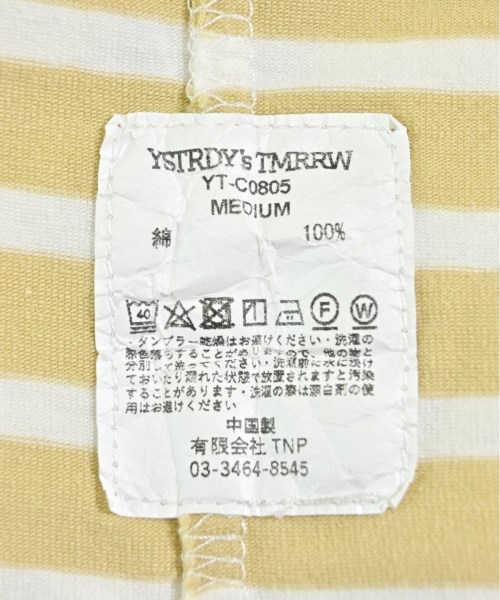 YSTRDY's TMRRW
YT-C0805
MEDIUM
綿 100%
40 F W
・タンブラー乾燥はお避けください・洗濯の
際色落ちすることがありますので、他の物と
分別して洗ってください・洗濯前に水に漬け
ておいたり濡れた状態で放置されますと汚染
することがあります・洗濯の際は漂白剤の使
用はお避けください
中国製
有限会社 TNP
03-3464-8545